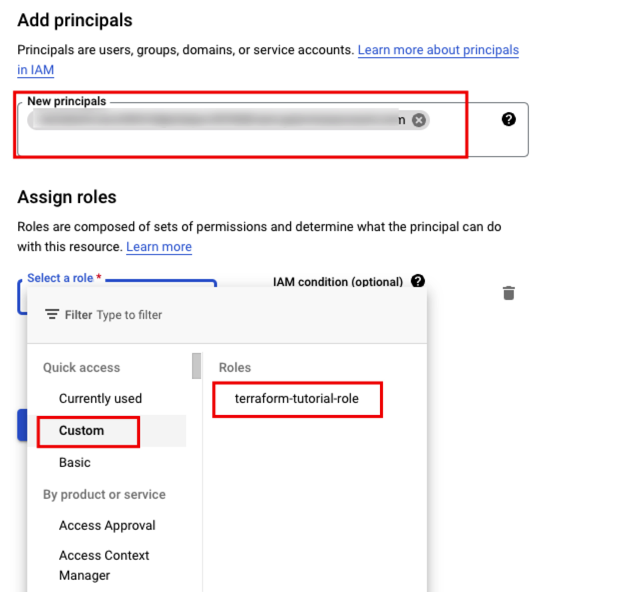 Add principals
Principals are users, groups, domains, or service accounts. Learn more about principals
in IAM
New principals
n
Assign roles
Roles are composed of sets of permissions and determine what the principal can do
with this resource. Learn more
Select a role *
IAM condition (optional)
Filter Type to filter
Quick access
Roles
Currently used
terraform-tutorial-role
Custom
Basic
By product or service
Access Approval
Access Context
Manager